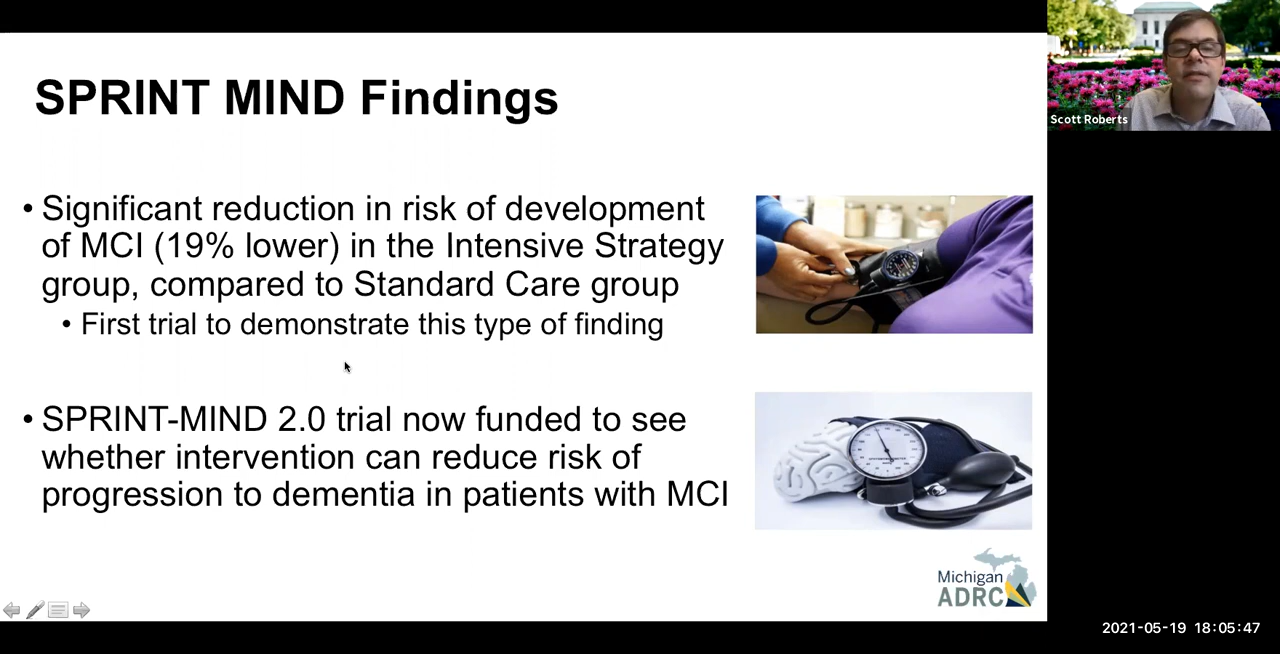 SPRINT MIND Findings
• Significant reduction in risk of development
of MCI (19% lower) in the Intensive Strategy
group, compared to Standard Care group
• First trial to demonstrate this type of finding
• SPRINT-MIND 2.0 trial now funded to see
whether intervention can reduce risk of
progression to dementia in patients with MCI
Michigan
ADRC
Scott Roberts
2021-05-19 18:05:47